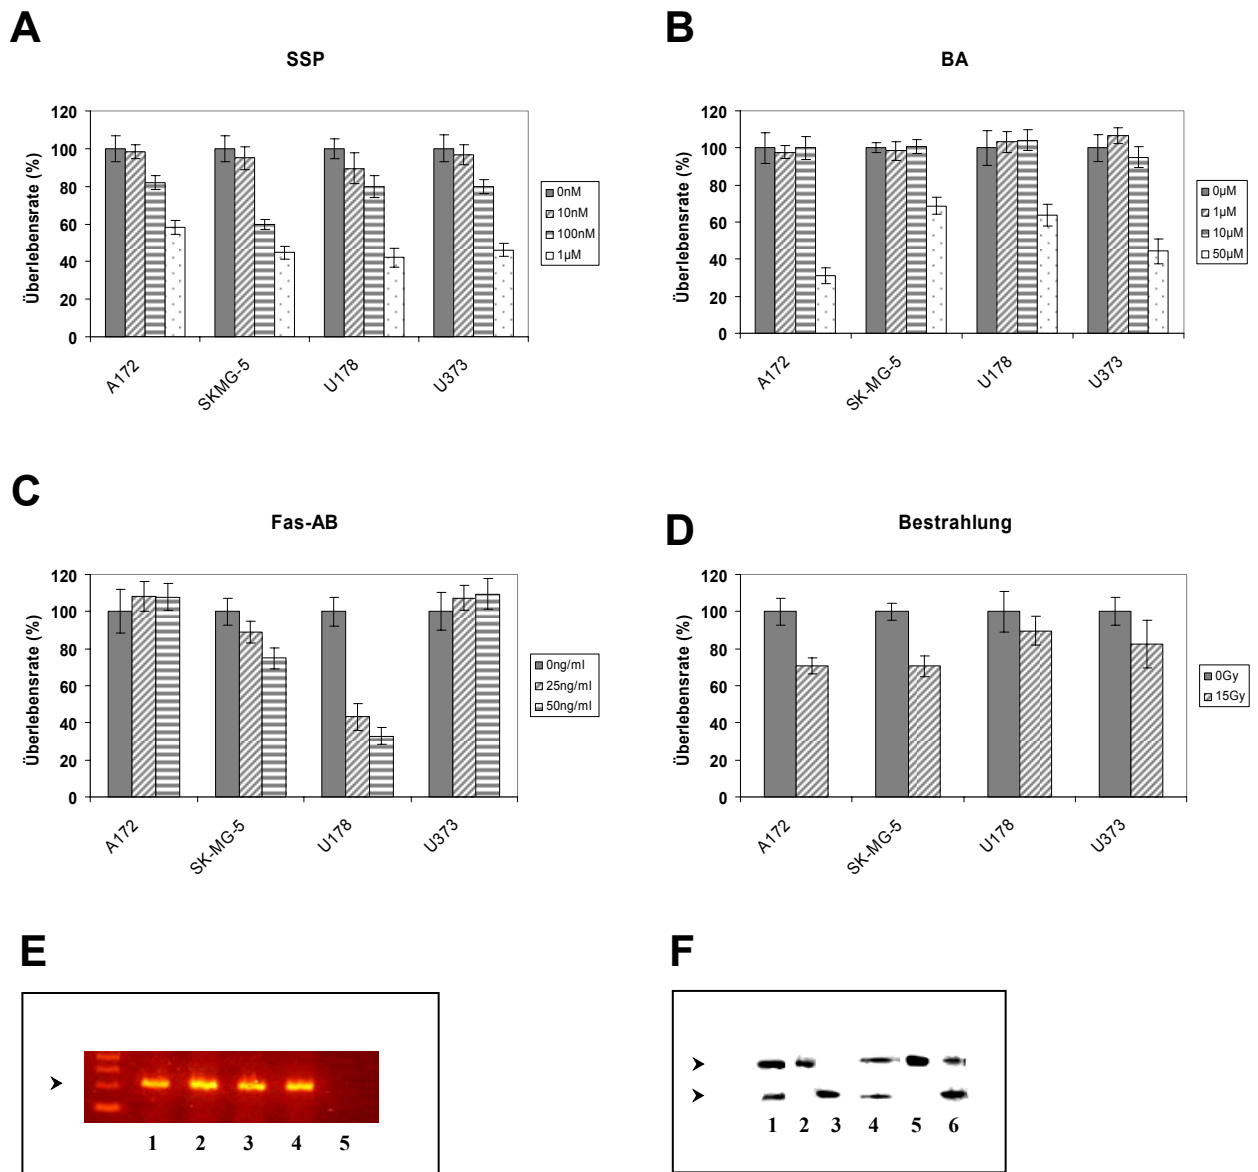 A
SSP
Überlebensrate (%)
120
100
80
60
40
20
0
A172
SKMG-5
U178
U373
0nM
10nM
100nM
1µM
B
BA
Überlebensrate (%)
120
100
80
60
40
20
0
A172
SK-MG-5
U178
U373
0µM
1µM
10µM
50µM
C
Fas-AB
Überlebensrate (%)
120
100
80
60
40
20
0
A172
SK-MG-5
U178
U373
0ng/ml
25ng/ml
50ng/ml
D
Bestrahlung
Überlebensrate (%)
120
100
80
60
40
20
0
A172
SK-MG-5
U178
U373
0Gy
15Gy
E
1 2 3 4 5
F
1 2 3 4 5 6